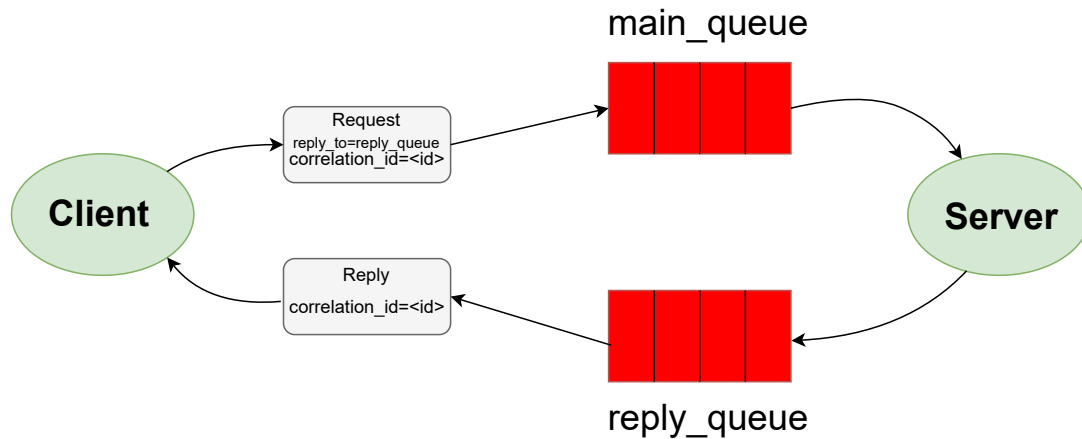 main_queue
Request
reply_to=reply_queue
correlation_id=<id>
Client
Server
Reply
correlation_id=<id>
reply_queue